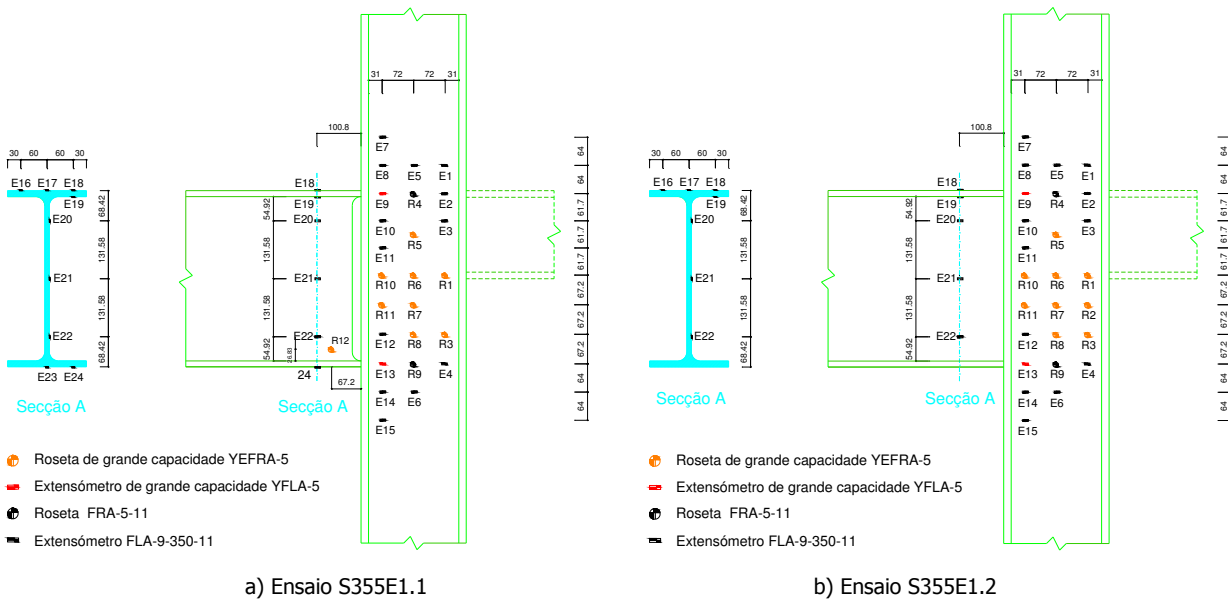 31 72 72 31
100.8
E7
E8 E5 E1
E9 R4 E2
E10 E3
R5
E11
R10 R6 R1
R11 R7
E12 R8 R3
E13 R9 E4
E14 E6
E15
64
64
61.7
61.7
61.7
67.2
67.2
67.2
64
64
30 60 60 30
E16 E17 E18
E19
E20
E21
E22
E23 E24
68.42
131.58
131.58
68.42
Secção A
E18
E19
E20
E21
E22
R12
24
54.92
131.58
131.58
54.92
26.83
67.2
Secção A
Roseta de grande capacidade YEFRA-5
Extensómetro de grande capacidade YFLA-5
Roseta FRA-5-11
Extensómetro FLA-9-350-11
a) Ensaio S355E1.1
31 72 72 31
100.8
E7
E8 E5 E1
E9 R4 E2
E10 E3
R5
E11
R10 R6 R1
R11 R7 R2
E12 R8 R3
E13 R9 E4
E14 E6
E15
64
64
61.7
61.7
61.7
67.2
67.2
67.2
64
64
30 60 60 30
E16 E17 E18
E19
E20
E21
E22
68.42
131.58
131.58
68.42
Secção A
E18
E19
E20
E21
E22
54.92
131.58
131.58
54.92
Secção A
Roseta de grande capacidade YEFRA-5
Extensómetro de grande capacidade YFLA-5
Roseta FRA-5-11
Extensómetro FLA-9-350-11
b) Ensaio S355E1.2